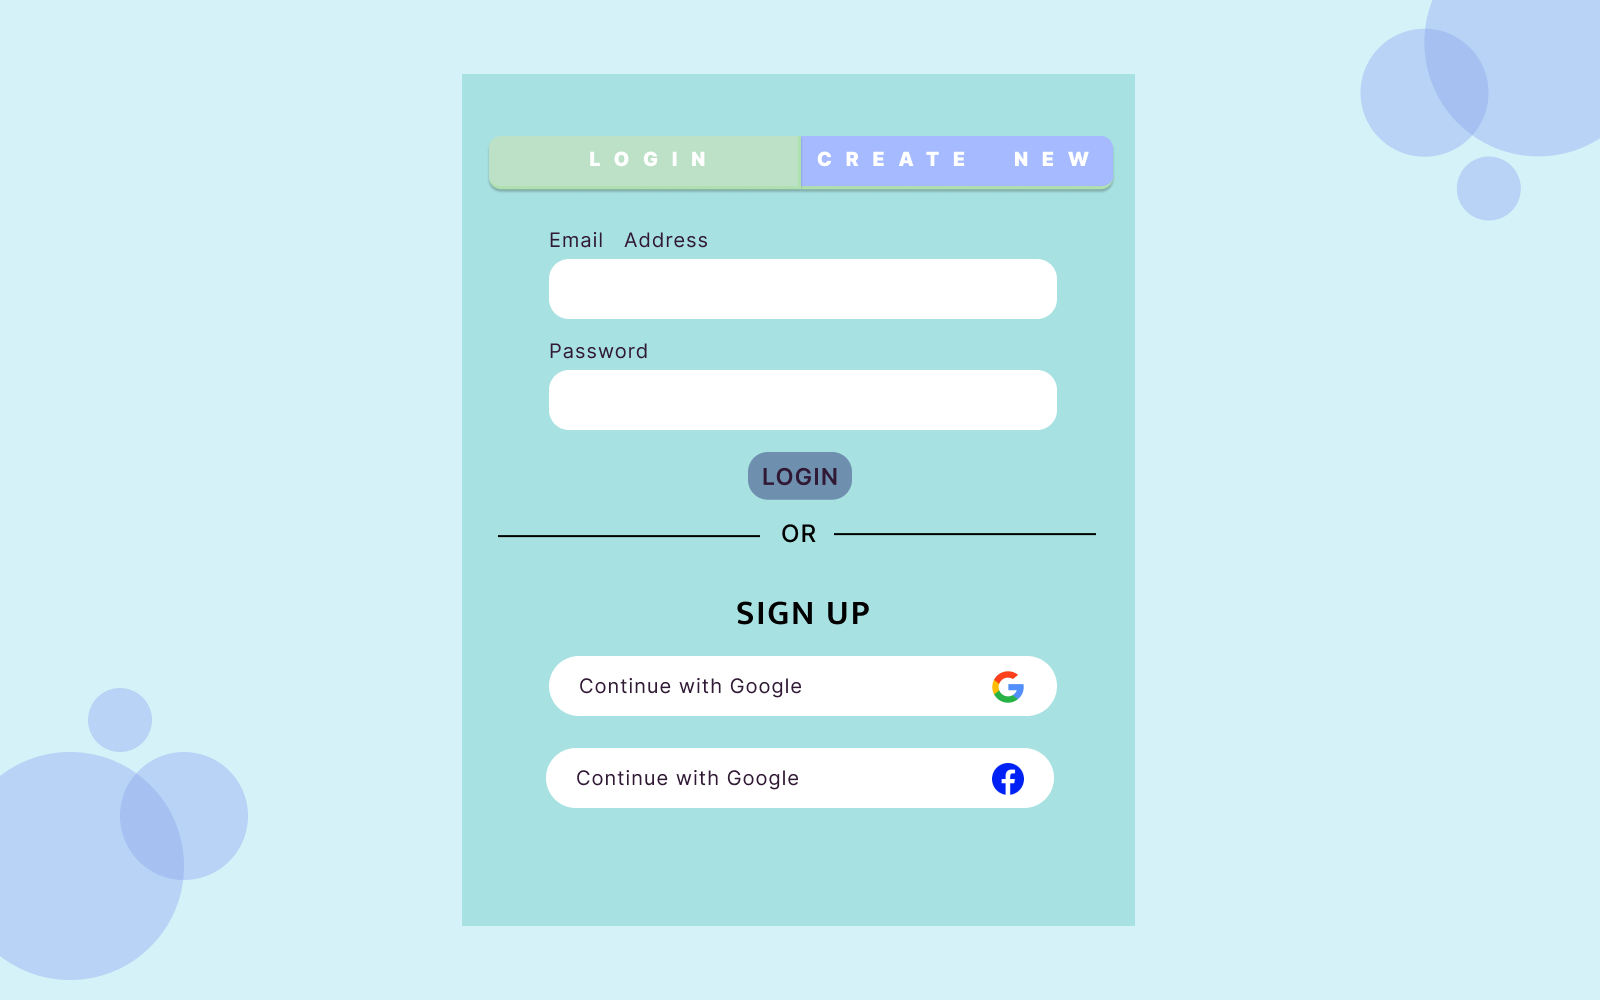 LOGIN CREATE NEW
Email Address
Password
LOGIN
OR
SIGN UP
Continue with Google
Continue with Google